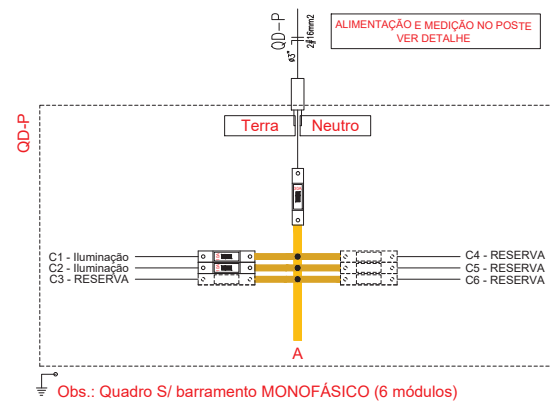 ALIMENTAÇÃO E MEDIÇÃO NO POSTE
VER DETALHE
QD-P
ø3"
2#16mm2
QD-P
Terra
Neutro
C1 - Iluminação
C2 - Iluminação
C3 - RESERVA
C4 - RESERVA
C5 - RESERVA
C6 - RESERVA
A
Obs.: Quadro S/ barramento MONOFÁSICO (6 módulos)